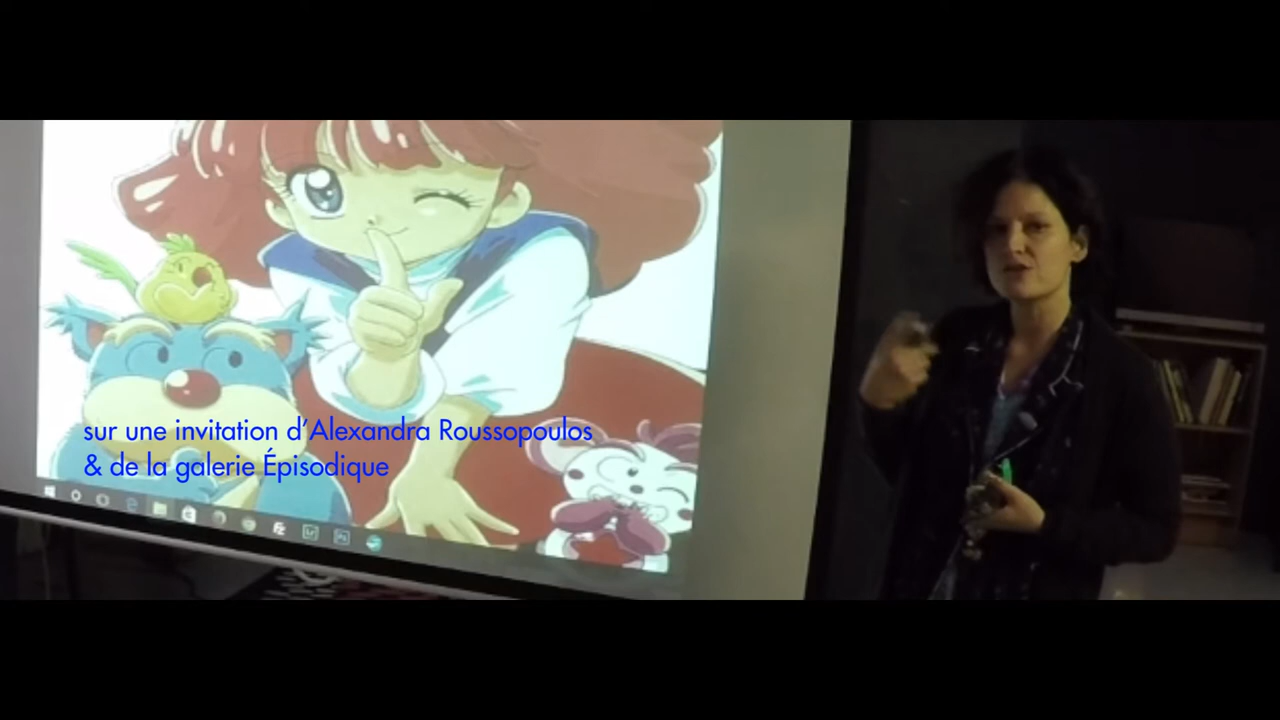 sur une invitation d'Alexandra Roussopoulos
& de la galerie Épisodique